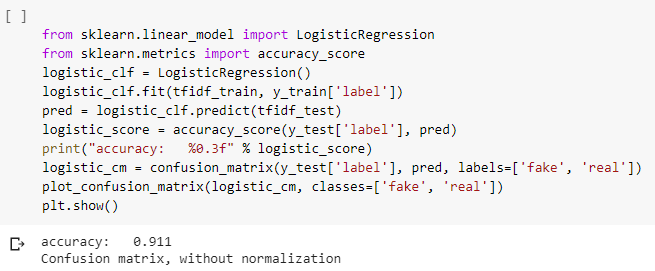 [ ]
from sklearn.linear_model import LogisticRegression
from sklearn.metrics import accuracy_score
logistic_clf = LogisticRegression()
logistic_clf.fit(tfidf_train, y_train['label'])
pred = logistic_clf.predict(tfidf_test)
logistic_score = accuracy_score(y_test['label'], pred)
print("accuracy:   %0.3f" % logistic_score)
logistic_cm = confusion_matrix(y_test['label'], pred, labels=['fake', 'real'])
plot_confusion_matrix(logistic_cm, classes=['fake', 'real'])
plt.show()
accuracy:   0.911
Confusion matrix, without normalization